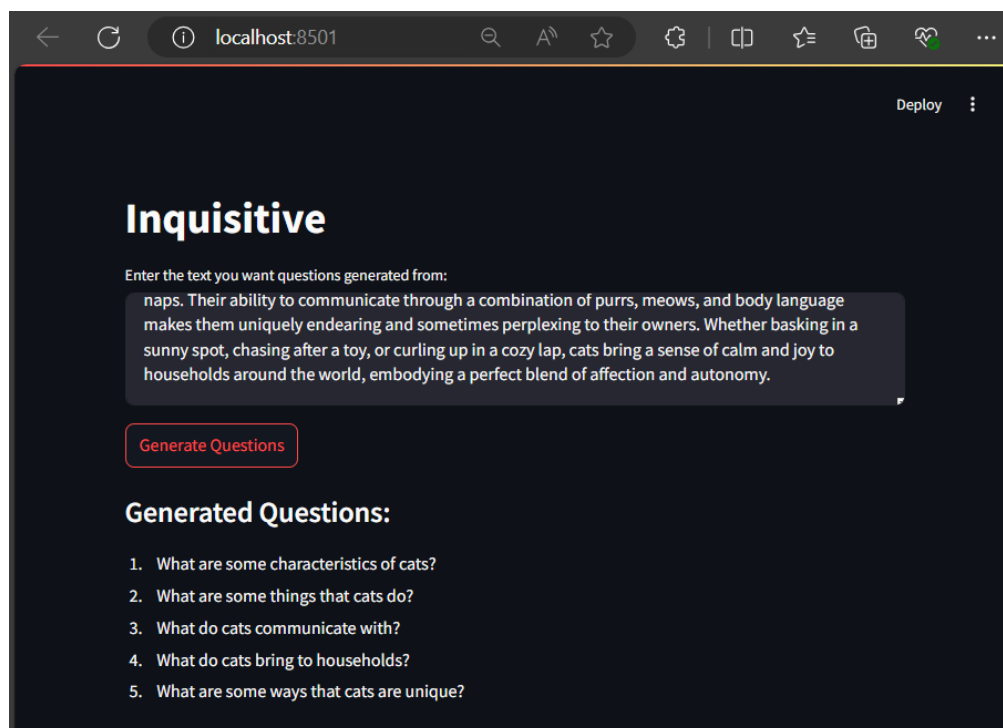 localhost:8501
Deploy
Inquisitive
Enter the text you want questions generated from:
naps. Their ability to communicate through a combination of purrs, meows, and body language
makes them uniquely endearing and sometimes perplexing to their owners. Whether basking in a
sunny spot, chasing after a toy, or curling up in a cozy lap, cats bring a sense of calm and joy to
households around the world, embodying a perfect blend of affection and autonomy.
Generate Questions
Generated Questions:
1. What are some characteristics of cats?
2. What are some things that cats do?
3. What do cats communicate with?
4. What do cats bring to households?
5. What are some ways that cats are unique?